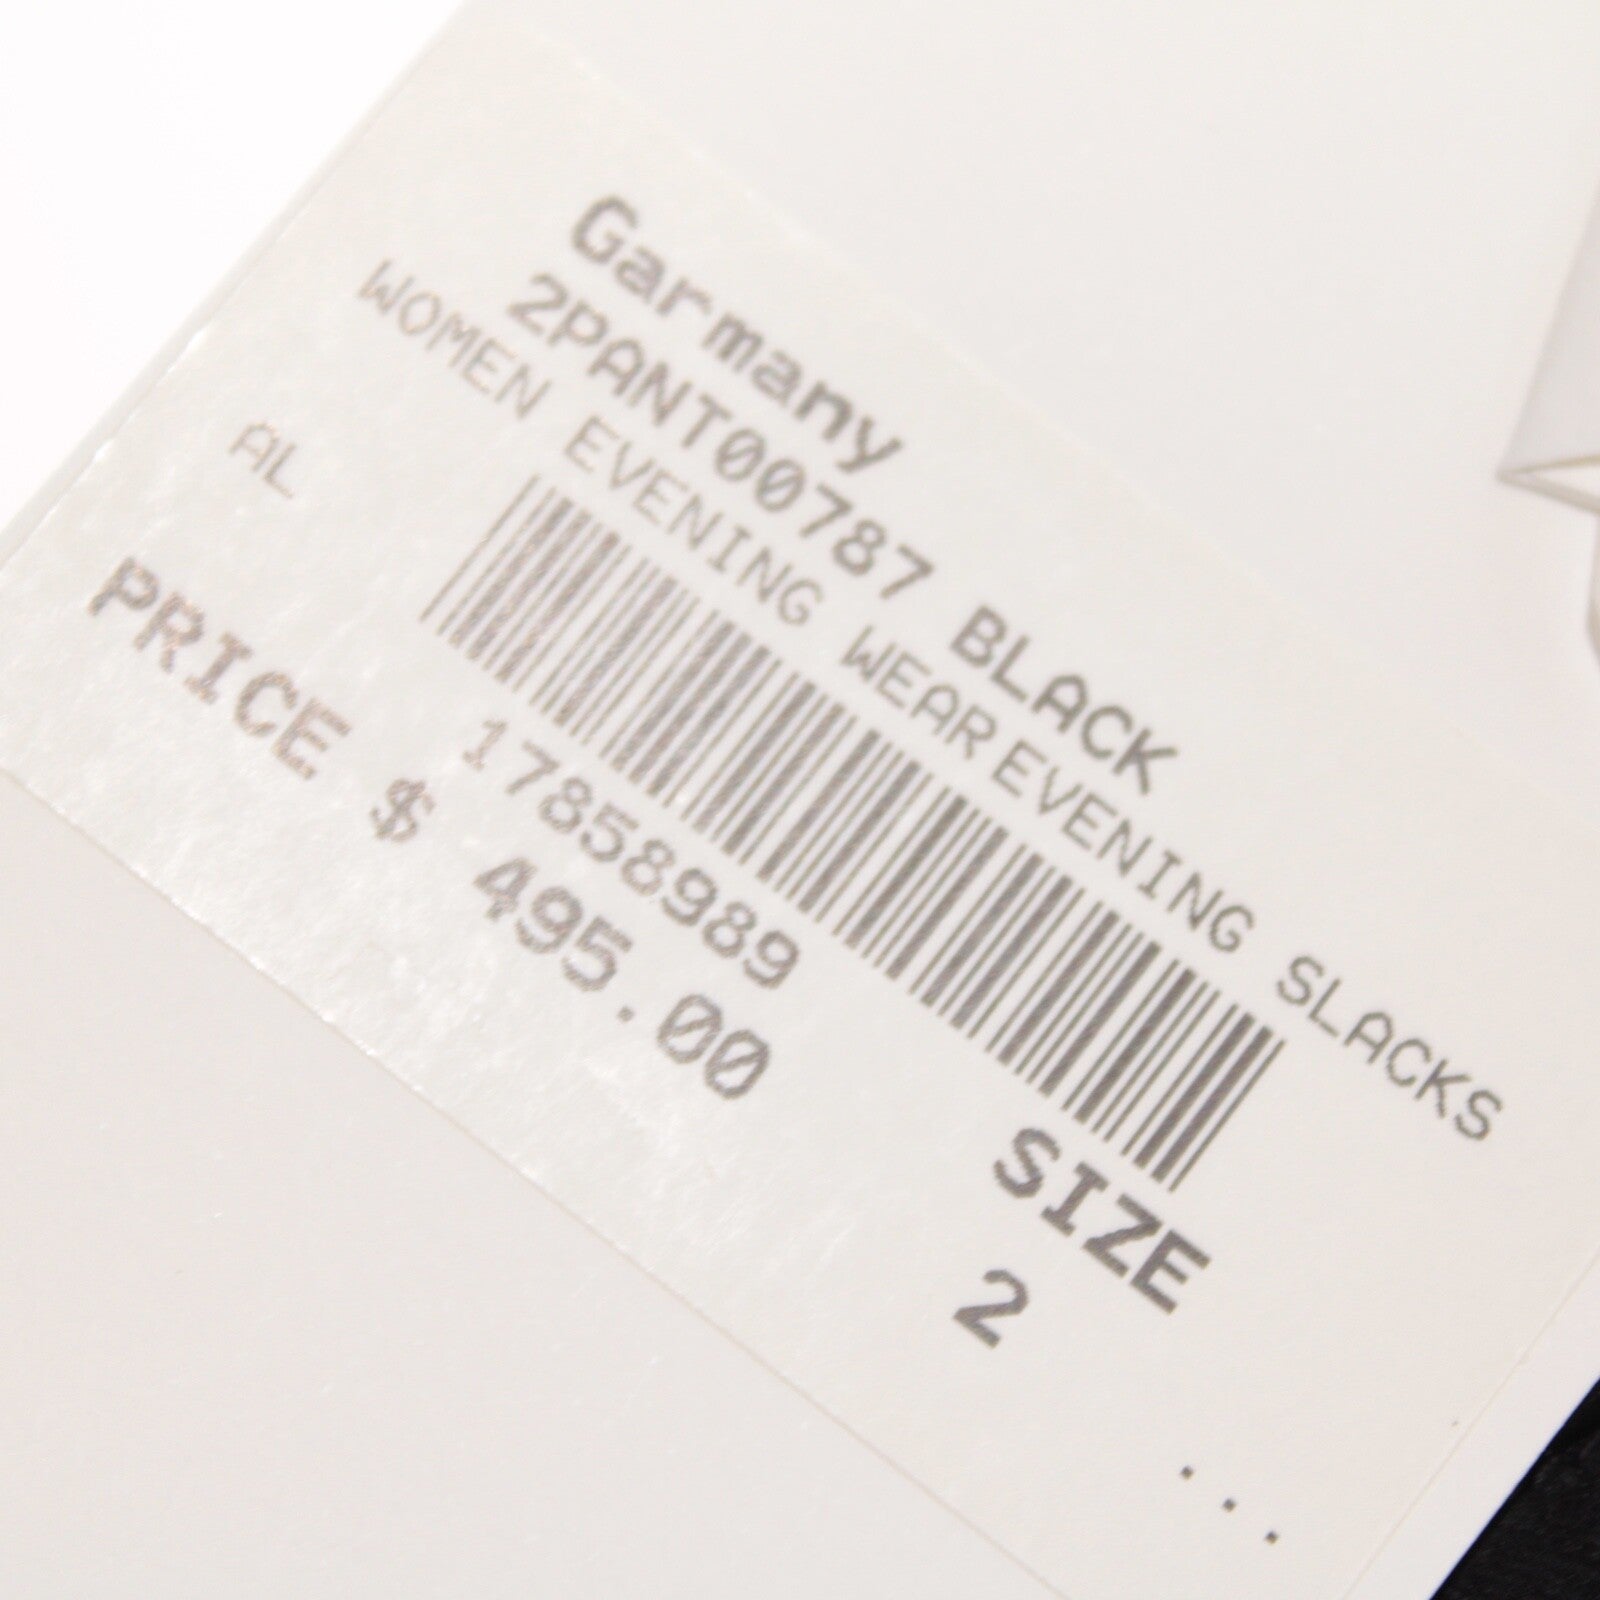 Garmany
2PANT00787 BLACK
WOMEN EVENING WEAR EVENING SLACKS
AL
17858989
PRICE $ 495.00
SIZE
2
...